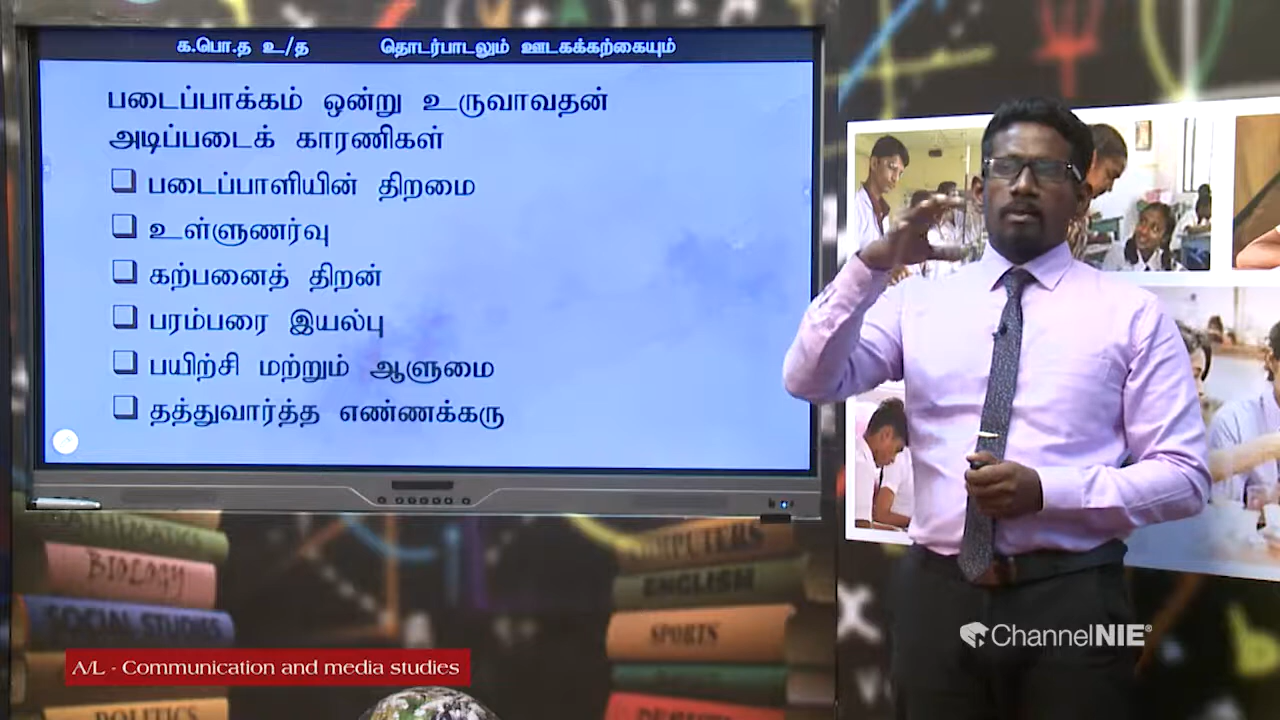 க.பொ.த உ/த தொடர்பாடலும் ஊடகக்கற்கையும்
படைப்பாக்கம் ஒன்று உருவாவதன்
அடிப்படைக் காரணிகள்
படைப்பாளியின் திறமை
உள்ளுணர்வு
கற்பனைத் திறன்
பரம்பரை இயல்பு
பயிற்சி மற்றும் ஆளுமை
தத்துவார்த்த எண்ணக்கரு
MATHEMATICS
BIOLOGY
SOCIAL STUDIES
POLITICS
COMPUTERS
ENGLISH
SPORTS
ChannelNIE®
A/L - Communication and media studies